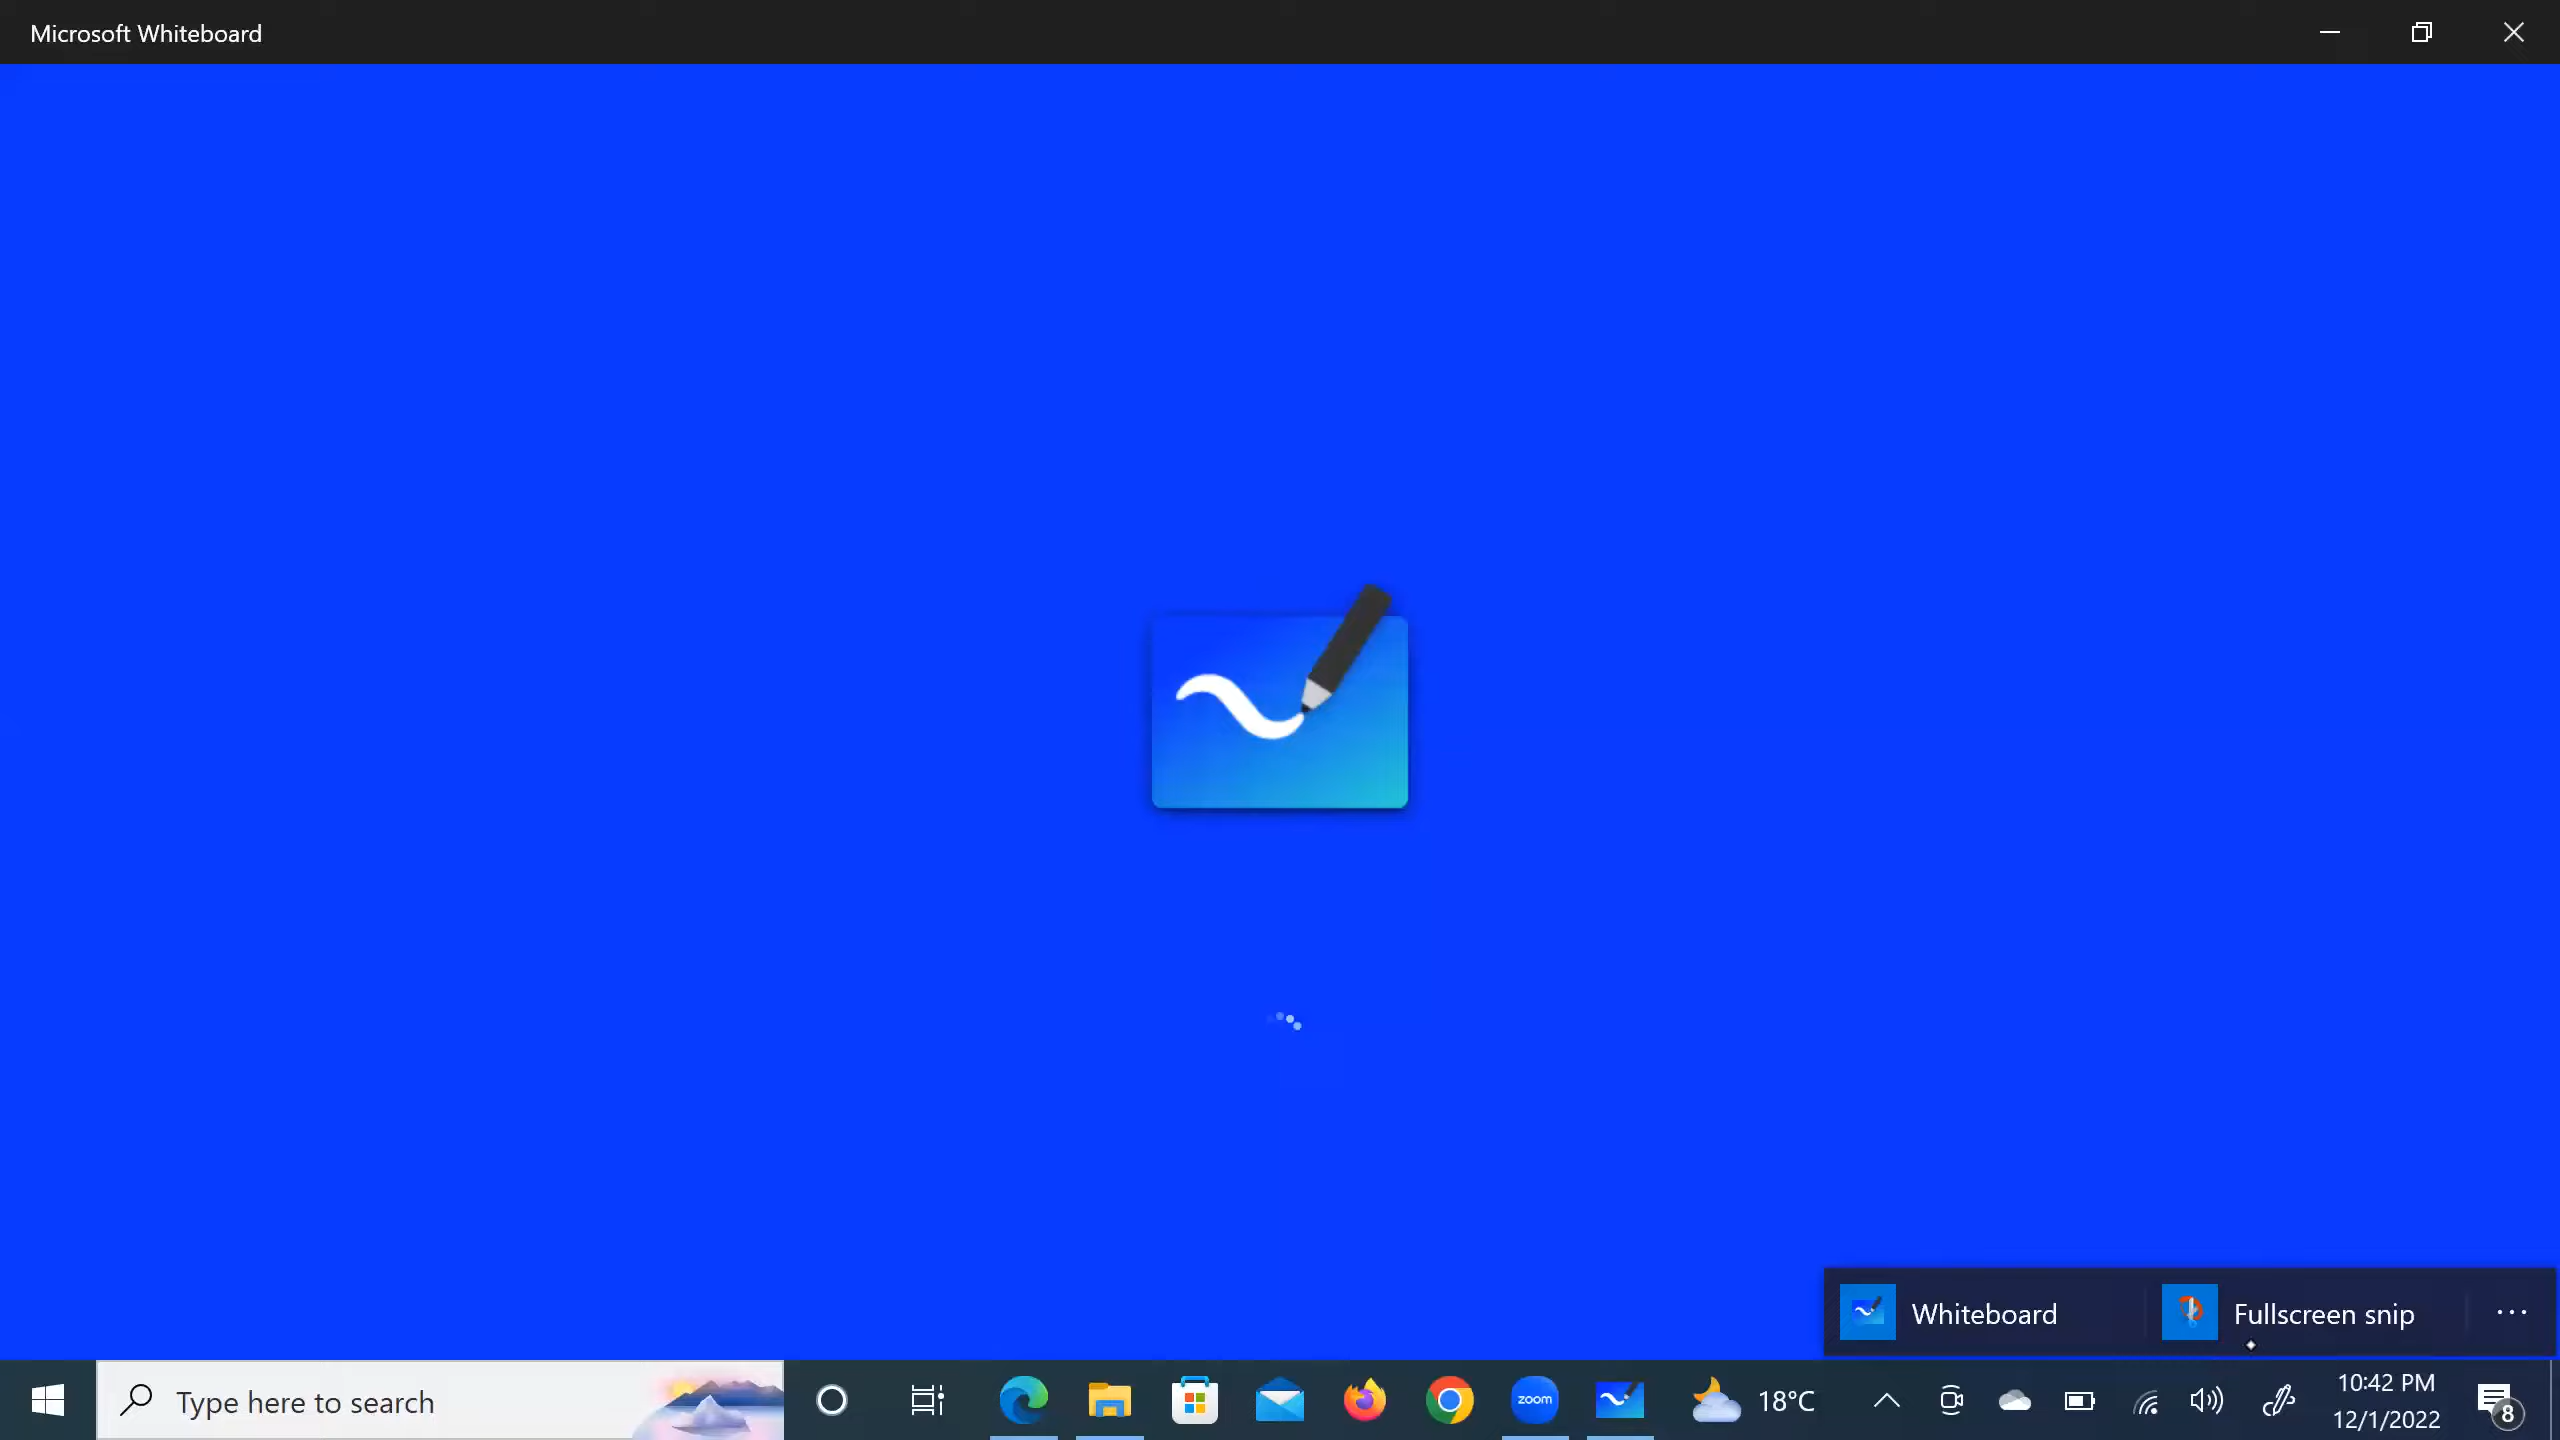 Microsoft Whiteboard
Whiteboard
Fullscreen snip
Type here to search
zoom
18°C
10:42 PM
12/1/2022
8